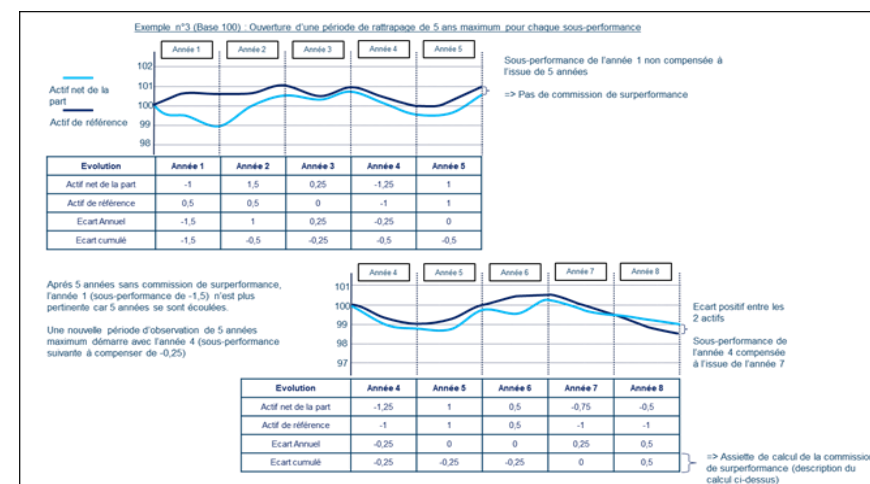 Exemple n°3 (Base 100) : Ouverture d'une période de rattrapage de 5 ans maximum pour chaque sous-performance
Année 1 Année 2 Année 3 Année 4 Année 5
102
101
100
99
98
Actif net de la
part
Actif de référence
Sous-performance de l'année 1 non compensée à
l'issue de 5 années
=> Pas de commission de surperformance
Evolution Année 1 Année 2 Année 3 Année 4 Année 5
Actif net de la part -1 1,5 0,25 -1,25 1
Actif de référence 0,5 0,5 0 -1 1
Ecart Annuel -1,5 1 0,25 -0,25 0
Ecart cumulé -1,5 -0,5 -0,25 -0,5 -0,5
Après 5 années sans commission de surperformance,
l'année 1 (sous-performance de -1,5) n'est plus
pertinente car 5 années se sont écoulées.
Une nouvelle période d'observation de 5 années
maximum démarre avec l'année 4 (sous-performance
suivante à compenser de -0,25)
Année 4 Année 5 Année 6 Année 7 Année 8
101
100
99
98
97
Ecart positif entre les
2 actifs
Sous-performance de
l'année 4 compensée
à l'issue de l'année 7
Evolution Année 4 Année 5 Année 6 Année 7 Année 8
Actif net de la part -1,25 1 0,5 -0,75 -0,5
Actif de référence -1 1 0,5 -1 -1
Ecart Annuel -0,25 0 0 0,25 0,5
Ecart cumulé -0,25 -0,25 -0,25 0 0,5
=> Assiette de calcul de la commission
de surperformance (description du
calcul ci-dessus)